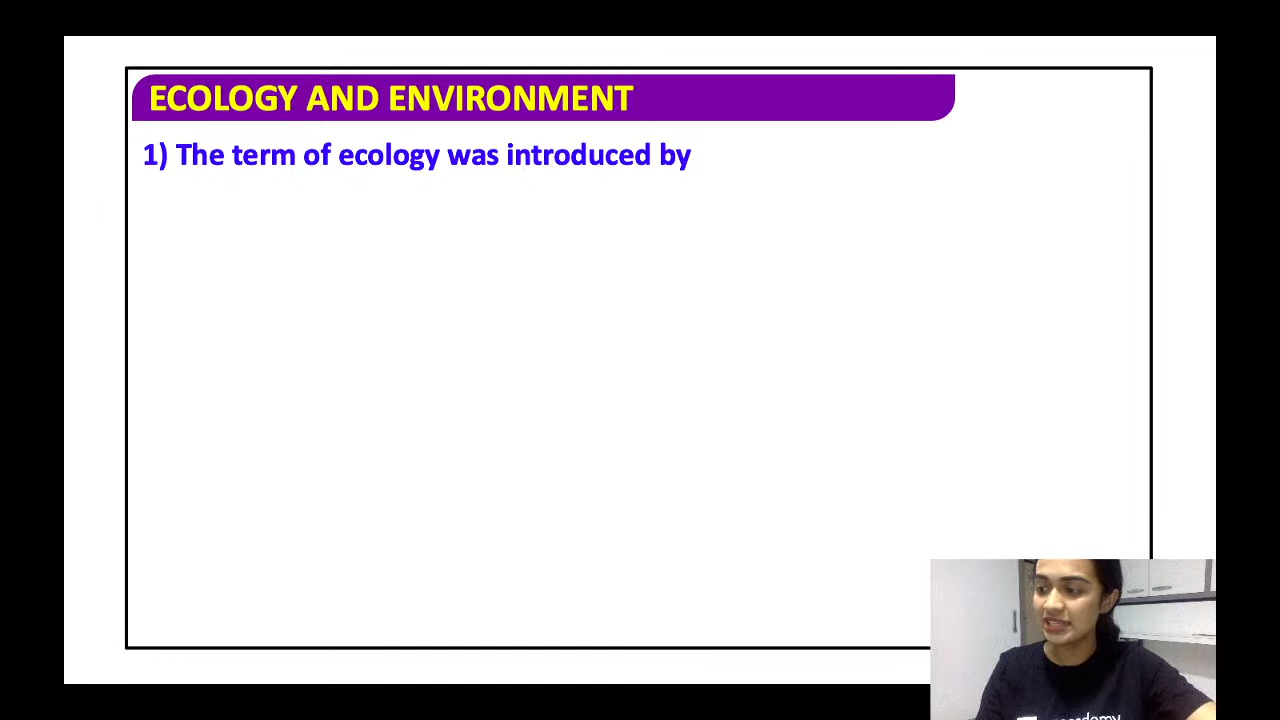 ECOLOGY AND ENVIRONMENT
1) The term of ecology was introduced by